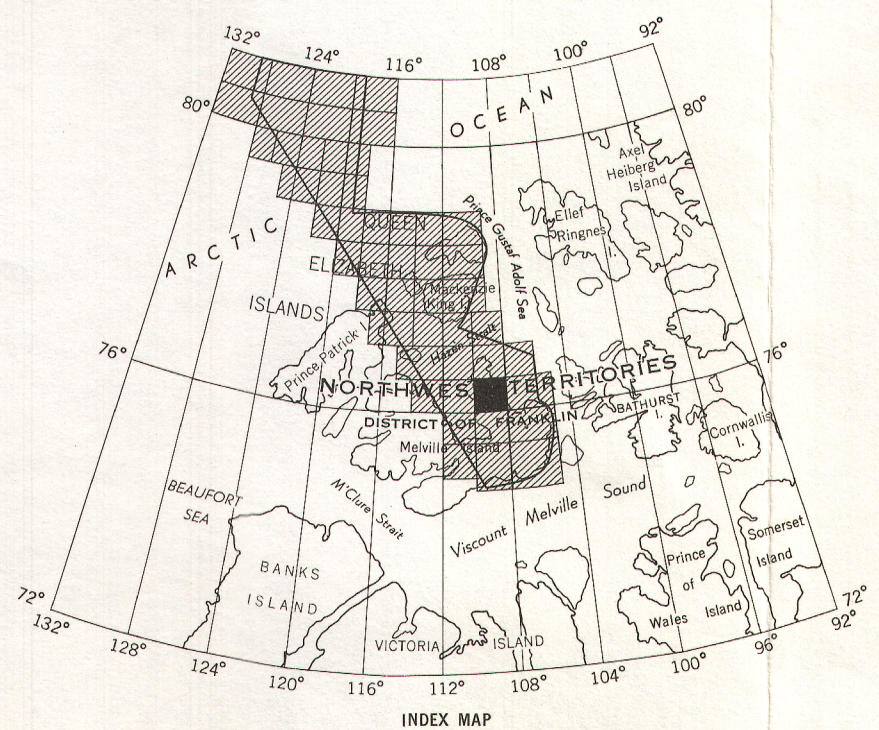 132°
124°
116°
108°
100°
92°
80°
80°
OCEAN
Axel
Heiberg
Island
Prince Gustaf Adolf Sea
Ellef
Ringnes
I.
QUEEN
ARCTIC
ELIZABETH
Mackenzie
King I.
ISLANDS
Hazen Strait
Prince Patrick I.
76°
76°
NORTHWES TERRITORIES
BATHURST
I.
DISTRICT OF FRANKLIN
Cornwallis
I.
Melville Island
BEAUFORT
SEA
M'Clure Strait
Viscount Melville Sound
Somerset
Island
Prince
of
Wales Island
BANKS
ISLAND
VICTORIA ISLAND
72°
72°
132°
128°
124°
120°
116°
112°
108°
104°
100°
96°
92°
INDEX MAP